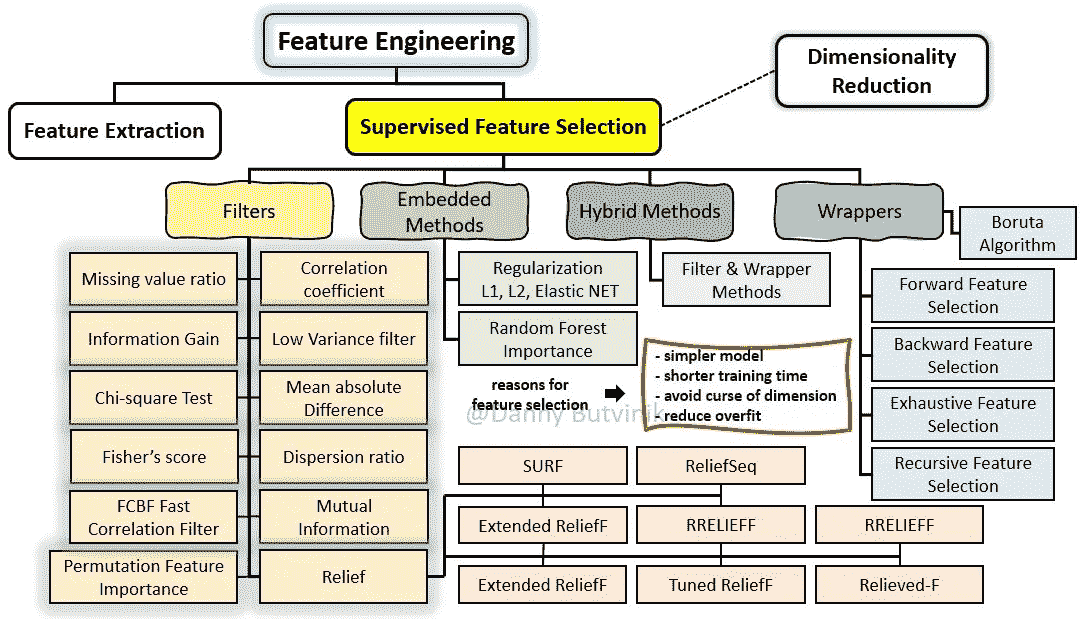 Feature Engineering
Dimensionality
Reduction
Feature Extraction
Supervised Feature Selection
Filters
Embedded
Methods
Hybrid Methods
Wrappers
Boruta
Algorithm
Missing value ratio
Correlation
coefficient
Regularization
L1, L2, Elastic NET
Filter & Wrapper
Methods
Forward Feature
Selection
Information Gain
Low Variance filter
Random Forest
Importance
Backward Feature
Selection
Chi-square Test
Mean absolute
Difference
reasons for
feature selection
- simpler model
- shorter training time
- avoid curse of dimension
- reduce overfit
@Danny Butvinik
Exhaustive Feature
Selection
Fisher's score
Dispersion ratio
SURF
ReliefSeq
Recursive Feature
Selection
FCBF Fast
Correlation Filter
Mutual
Information
Extended ReliefF
RRELIEFF
RRELIEFF
Permutation Feature
Importance
Relief
Extended ReliefF
Tuned ReliefF
Relieved-F